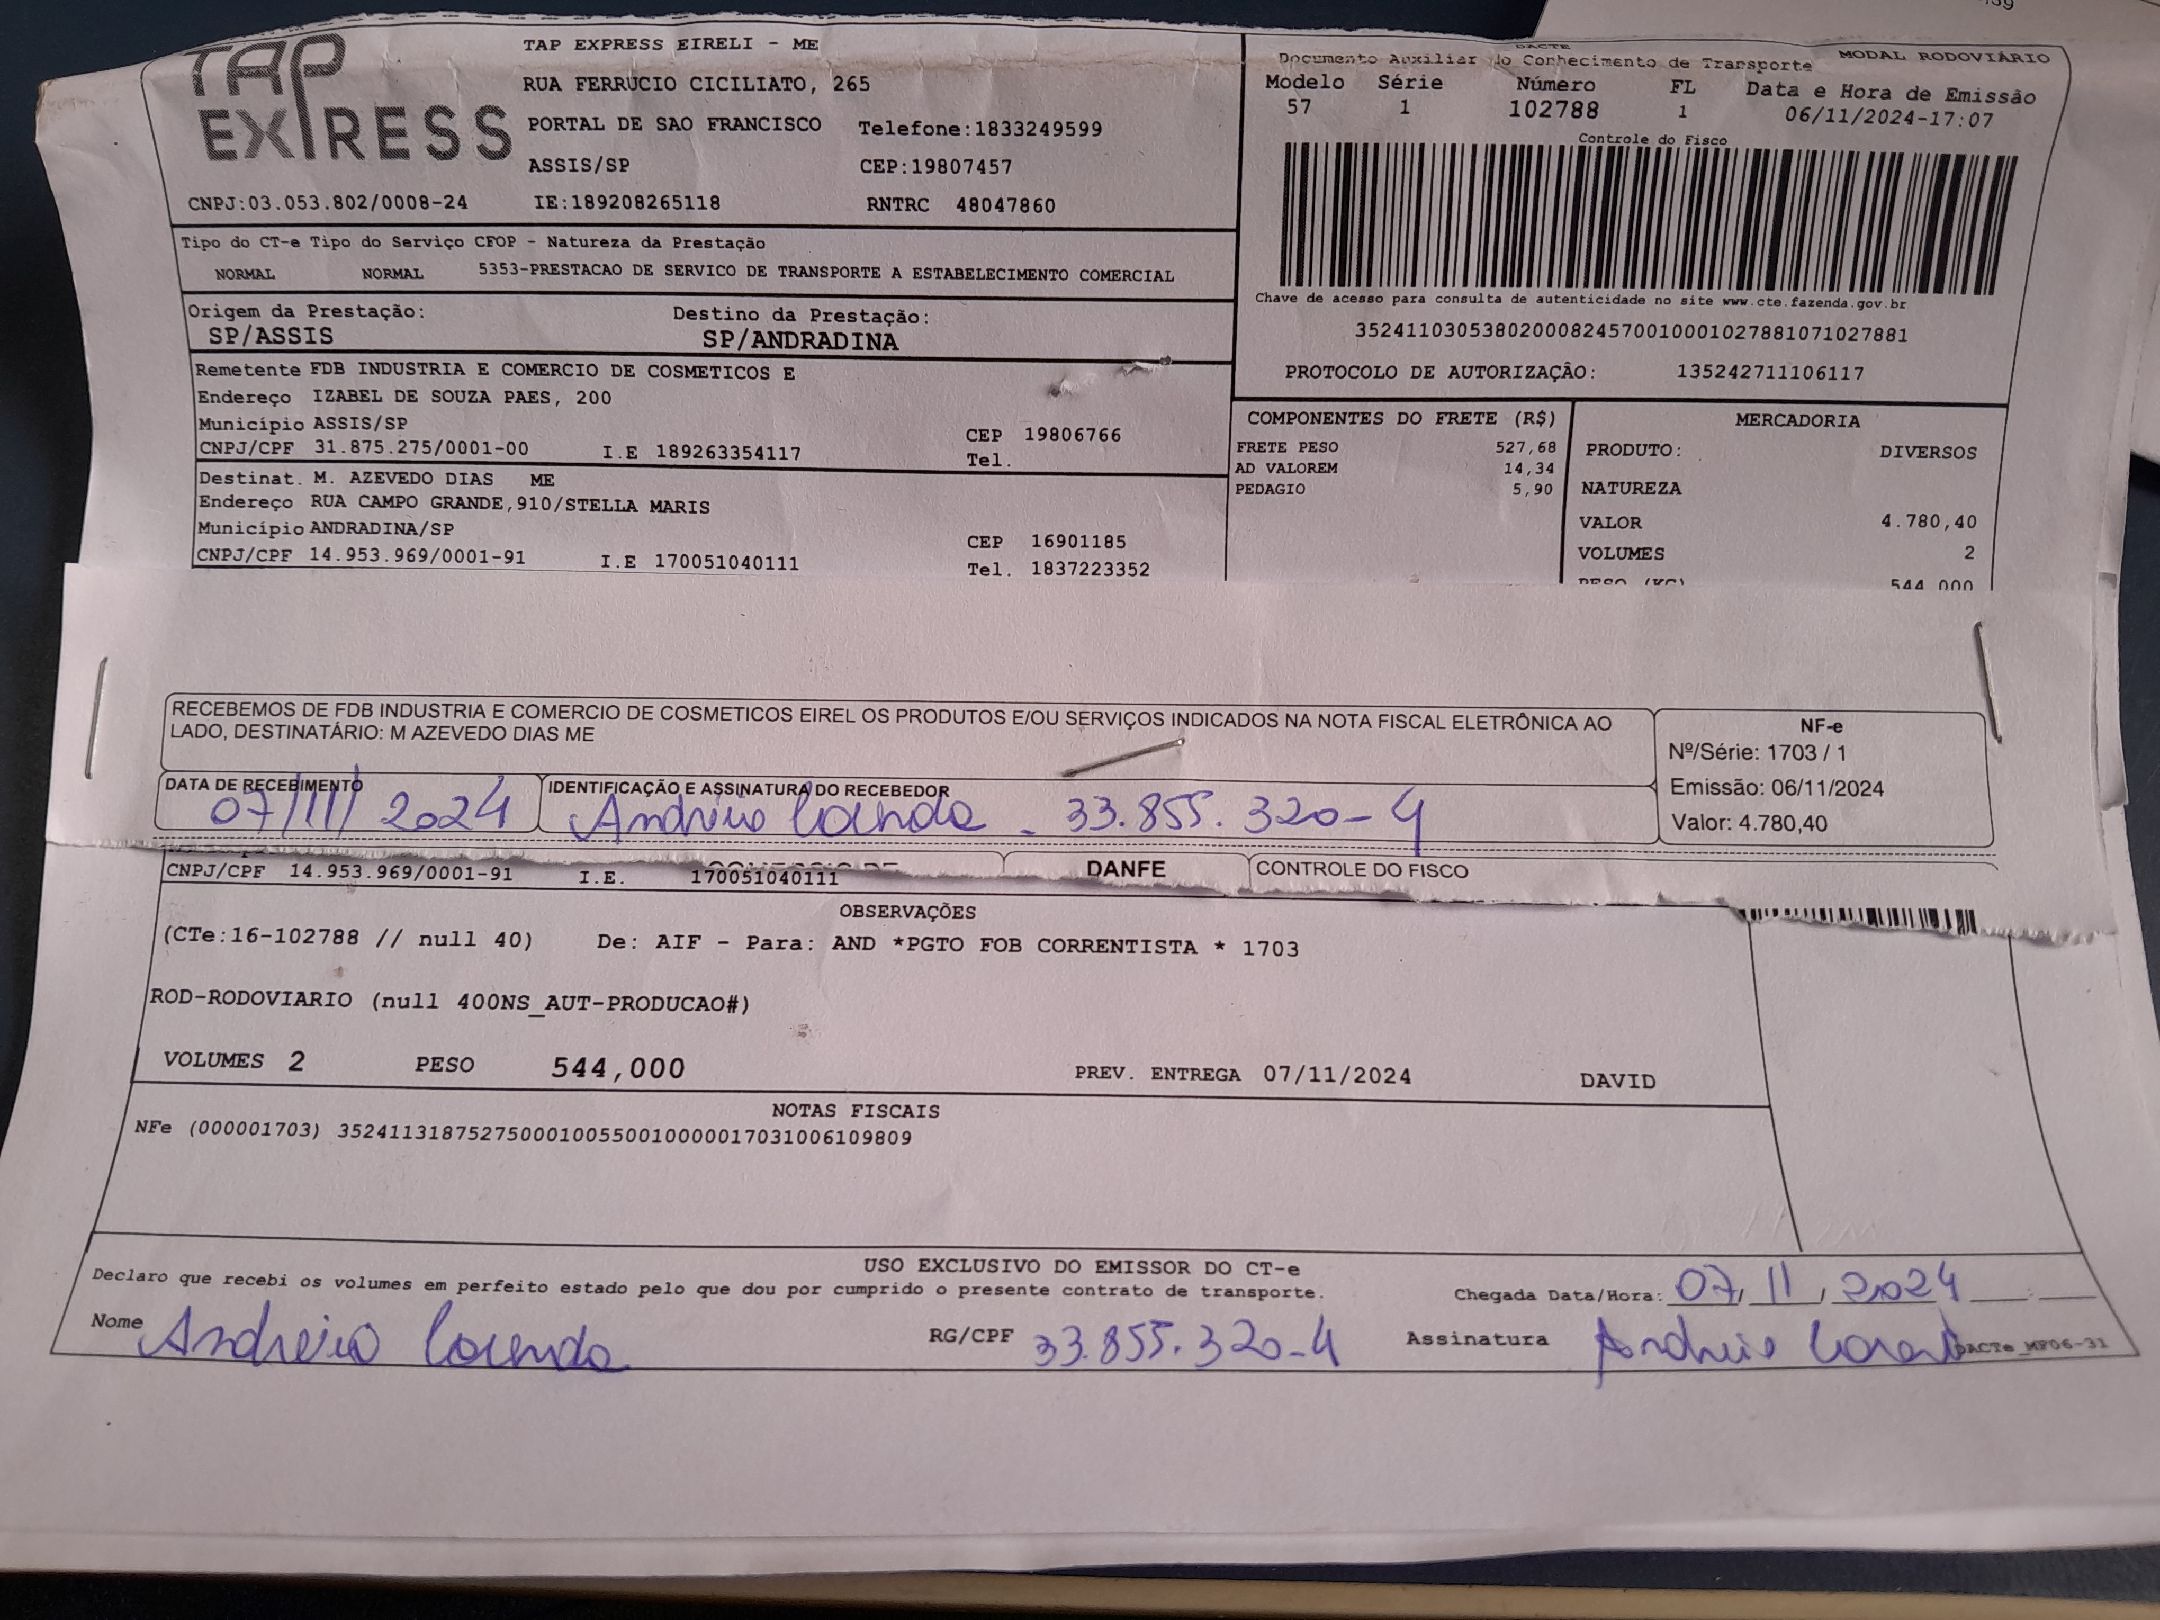 TAP EXPRESS
TAP EXPRESS EIRELI - ME
RUA FERRUCIO CICILIATO, 265
PORTAL DE SAO FRANCISCO Telefone:1833249599
ASSIS/SP CEP:19807457
CNPJ:03.053.802/0008-24 IE:189208265118 RNTRC 48047860
DACTE
Documento Auxiliar do Conhecimento de Transporte MODAL RODOVIÁRIO
Modelo Série Número FL Data e Hora de Emissão
57 1 102788 1 06/11/2024-17:07
Controle do Fisco
Chave de acesso para consulta de autenticidade no site www.cte.fazenda.gov.br
35241103053802000824570010001027881071027881
PROTOCOLO DE AUTORIZAÇÃO: 135242711106117
Tipo do CT-e Tipo do Serviço CFOP - Natureza da Prestação
NORMAL NORMAL 5353-PRESTACAO DE SERVICO DE TRANSPORTE A ESTABELECIMENTO COMERCIAL
Origem da Prestação: Destino da Prestação:
SP/ASSIS SP/ANDRADINA
Remetente FDB INDUSTRIA E COMERCIO DE COSMETICOS E
Endereço IZABEL DE SOUZA PAES, 200
Município ASSIS/SP CEP 19806766
CNPJ/CPF 31.875.275/0001-00 I.E 189263354117 Tel.
Destinat. M. AZEVEDO DIAS ME
Endereço RUA CAMPO GRANDE,910/STELLA MARIS
Município ANDRADINA/SP CEP 16901185
CNPJ/CPF 14.953.969/0001-91 I.E 170051040111 Tel. 1837223352
COMPONENTES DO FRETE (R$)
FRETE PESO 527,68
AD VALOREM 14,34
PEDAGIO 5,90
MERCADORIA
PRODUTO: DIVERSOS
NATUREZA
VALOR 4.780,40
VOLUMES 2
PESO (KG) 544,000
RECEBEMOS DE FDB INDUSTRIA E COMERCIO DE COSMETICOS EIREL OS PRODUTOS E/OU SERVIÇOS INDICADOS NA NOTA FISCAL ELETRÔNICA AO
LADO, DESTINATÁRIO: M AZEVEDO DIAS ME
NF-e
Nº/Série: 1703 / 1
Emissão: 06/11/2024
Valor: 4.780,40
DATA DE RECEBIMENTO IDENTIFICAÇÃO E ASSINATURA DO RECEBEDOR
07/11/2024 33.855.320-4
DANFE CONTROLE DO FISCO
CNPJ/CPF 14.953.969/0001-91 I.E. 170051040111
OBSERVAÇÕES
(CTe:16-102788 // null 40) De: AIF - Para: AND *PGTO FOB CORRENTISTA * 1703
ROD-RODOVIARIO (null 400NS_AUT-PRODUCAO#)
VOLUMES 2 PESO 544,000 PREV. ENTREGA 07/11/2024 DAVID
NOTAS FISCAIS
NFe (000001703) 35241131875275000100550010000017031006109809
USO EXCLUSIVO DO EMISSOR DO CT-e
Declaro que recebi os volumes em perfeito estado pelo que dou por cumprido o presente contrato de transporte.
Chegada Data/Hora: 07/11/2024
Nome RG/CPF 33.855.320-4 Assinatura
DACTe_MP06-31